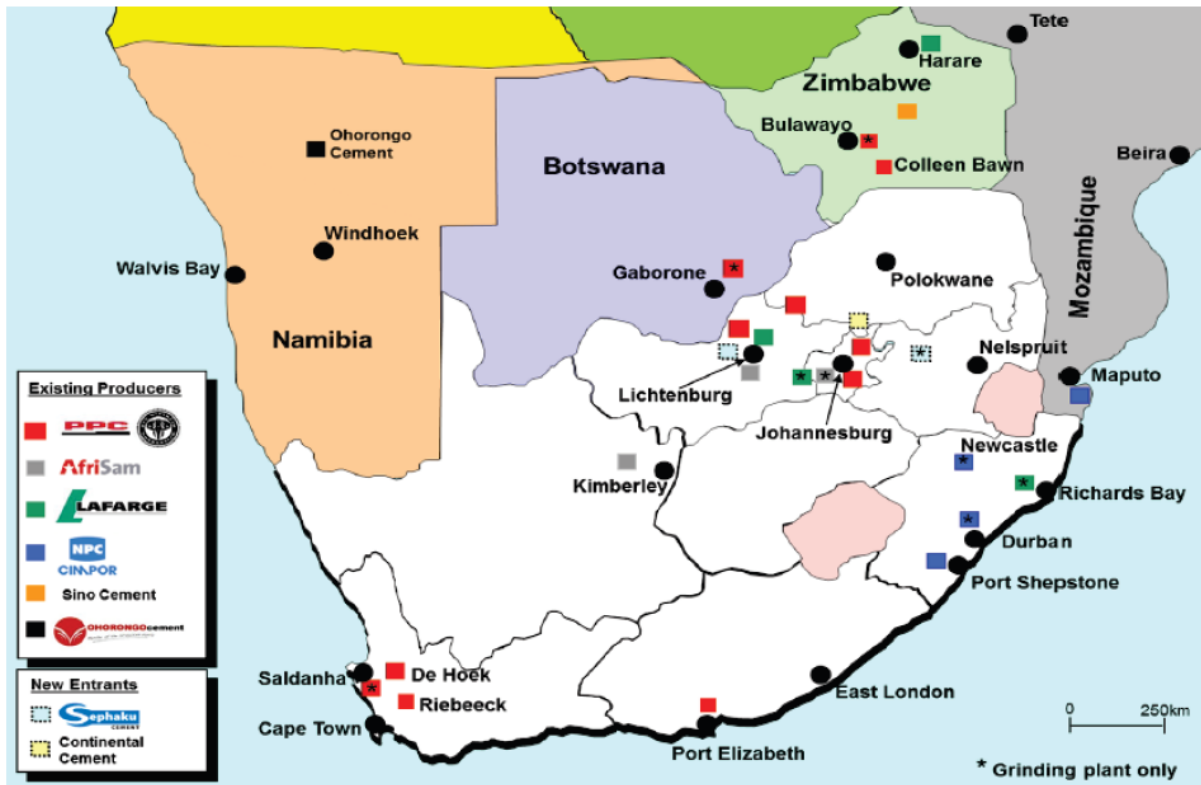 Tete
Harare
Zimbabwe
Bulawayo
*
Colleen Bawn
Beira
Ohorongo
Cement
Botswana
Windhoek
Walvis Bay
Namibia
Gaborone
*
Polokwane
Mozambique
*
Nelspruit
Maputo
Lichtenburg
*
*
Johannesburg
Newcastle
*
Kimberley
*
Richards Bay
*
Durban
Port Shepstone
Saldanha
De Hoek
*
Riebeeck
Cape Town
East London
Port Elizabeth
0
250km
* Grinding plant only
Existing Producers
PPC
AfriSam
LAFARGE
NPC
CIMPOR
Sino Cement
OHORONGOcement
New Entrants
Sephaku
CEMENT
Continental
Cement